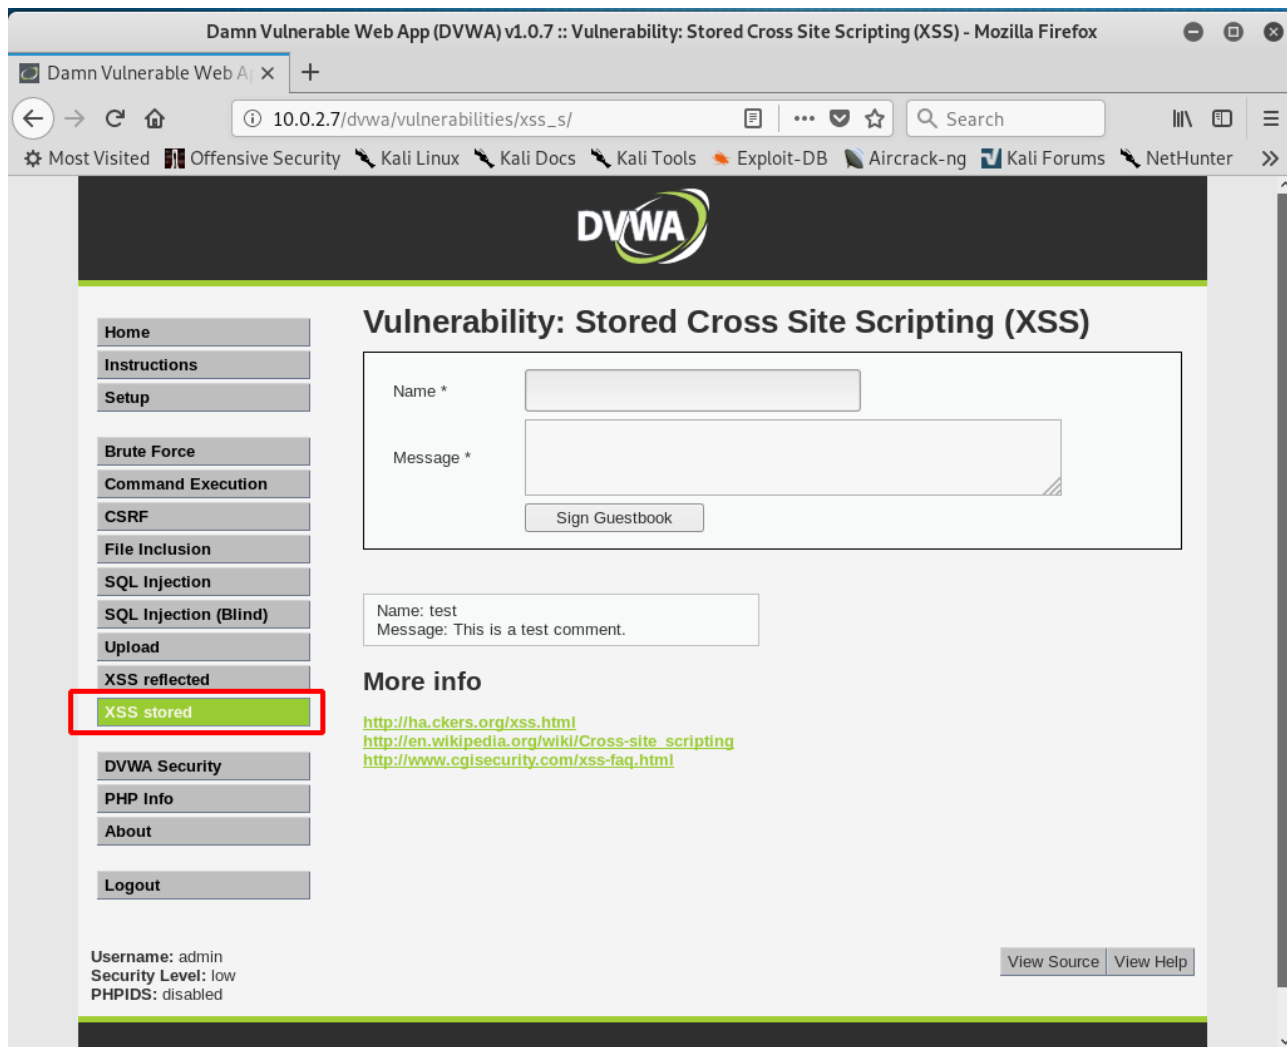 Damn Vulnerable Web App (DVWA) v1.0.7 :: Vulnerability: Stored Cross Site Scripting (XSS) - Mozilla Firefox
Damn Vulnerable Web A
10.0.2.7/dvwa/vulnerabilities/xss_s/
Search
Most Visited Offensive Security Kali Linux Kali Docs Kali Tools Exploit-DB Aircrack-ng Kali Forums NetHunter
DVWA
Home
Instructions
Setup
Brute Force
Command Execution
CSRF
File Inclusion
SQL Injection
SQL Injection (Blind)
Upload
XSS reflected
XSS stored
DVWA Security
PHP Info
About
Logout
Vulnerability: Stored Cross Site Scripting (XSS)
Name *
Message *
Sign Guestbook
Name: test
Message: This is a test comment.
More info
http://ha.ckers.org/xss.html
http://en.wikipedia.org/wiki/Cross-site_scripting
http://www.cgisecurity.com/xss-faq.html
Username: admin
Security Level: low
PHPIDS: disabled
View Source View Help